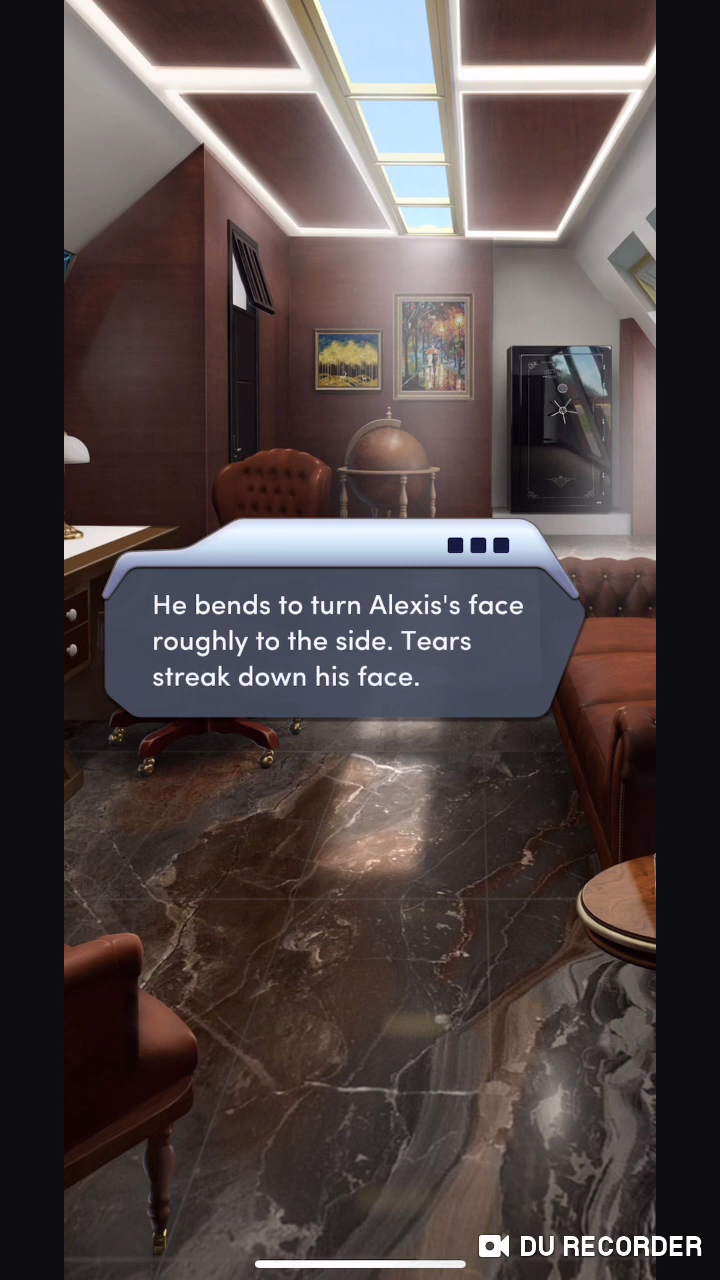 He bends to turn Alexis's face
roughly to the side. Tears
streak down his face.
DU RECORDER